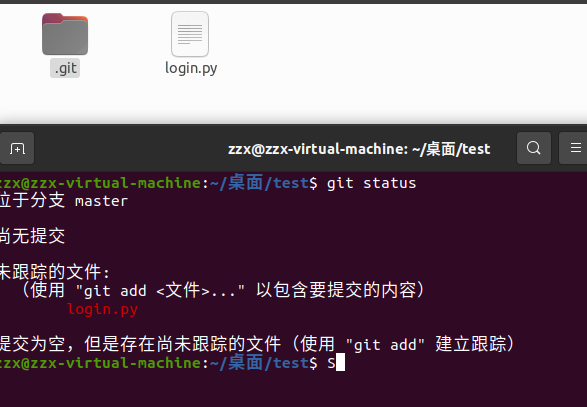 .git login.py
zzx@zzx-virtual-machine: ~/桌面/test
zzx@zzx-virtual-machine:~/桌面/test$ git status
位于分支 master
尚无提交
未跟踪的文件:
（使用 "git add <文件>..." 以包含要提交的内容）
login.py
提交为空，但是存在尚未跟踪的文件（使用 "git add" 建立跟踪）
zzx@zzx-virtual-machine:~/桌面/test$ S